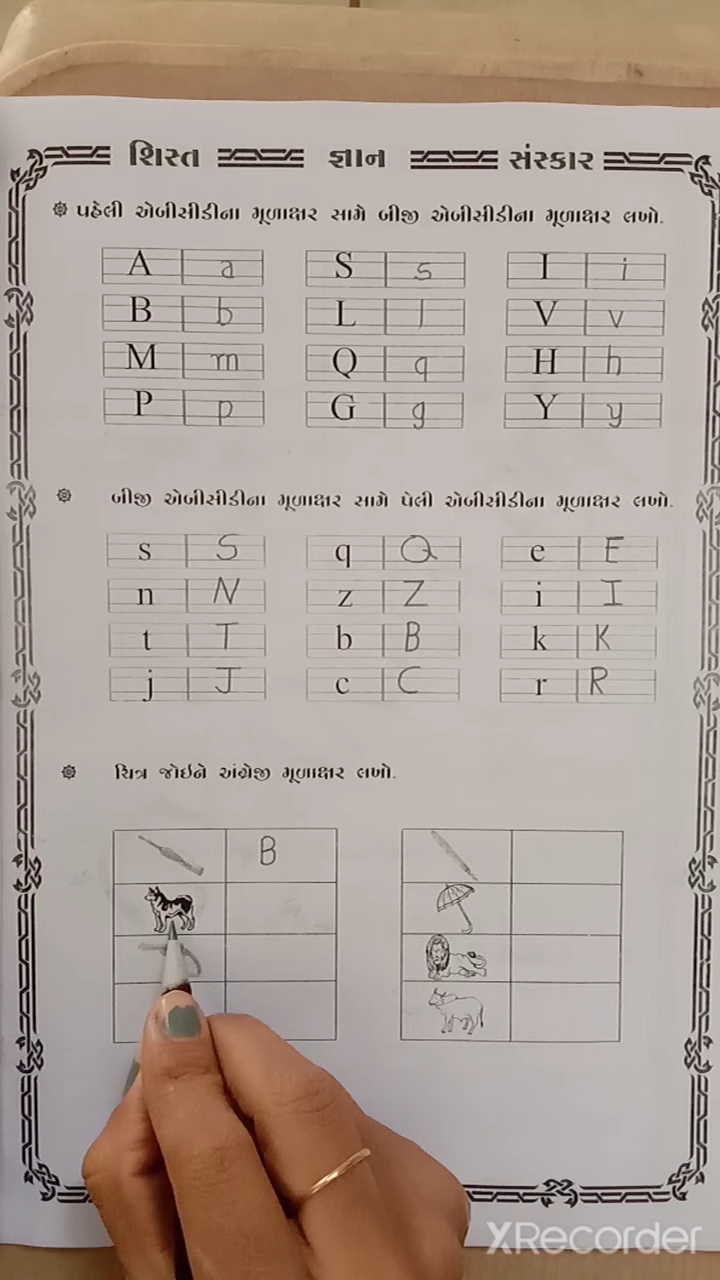 શિસ્ત જ્ઞાન સંસ્કાર
પહેલી એબીસીડીના મૂળાક્ષર સામે બીજી એબીસીડીના મૂળાક્ષર લખો.
A a S s I i
B b L l V v
M m Q q H h
P p G g Y y
બીજી એબીસીડીના મૂળાક્ષર સામે પેલી એબીસીડીના મૂળાક્ષર લખો.
s S q Q e E
n N z Z i I
t T b B k K
j J c C r R
ચિત્ર જોઇને અંગ્રેજી મૂળાક્ષર લખો.
B
XRecorder